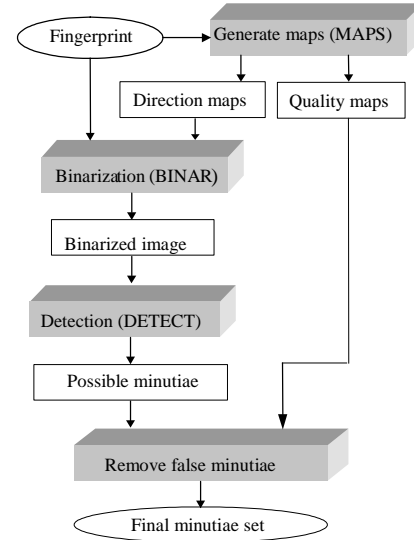 Fingerprint
Generate maps (MAPS)
Direction maps
Quality maps
Binarization (BINAR)
Binarized image
Detection (DETECT)
Possible minutiae
Remove false minutiae
Final minutiae set